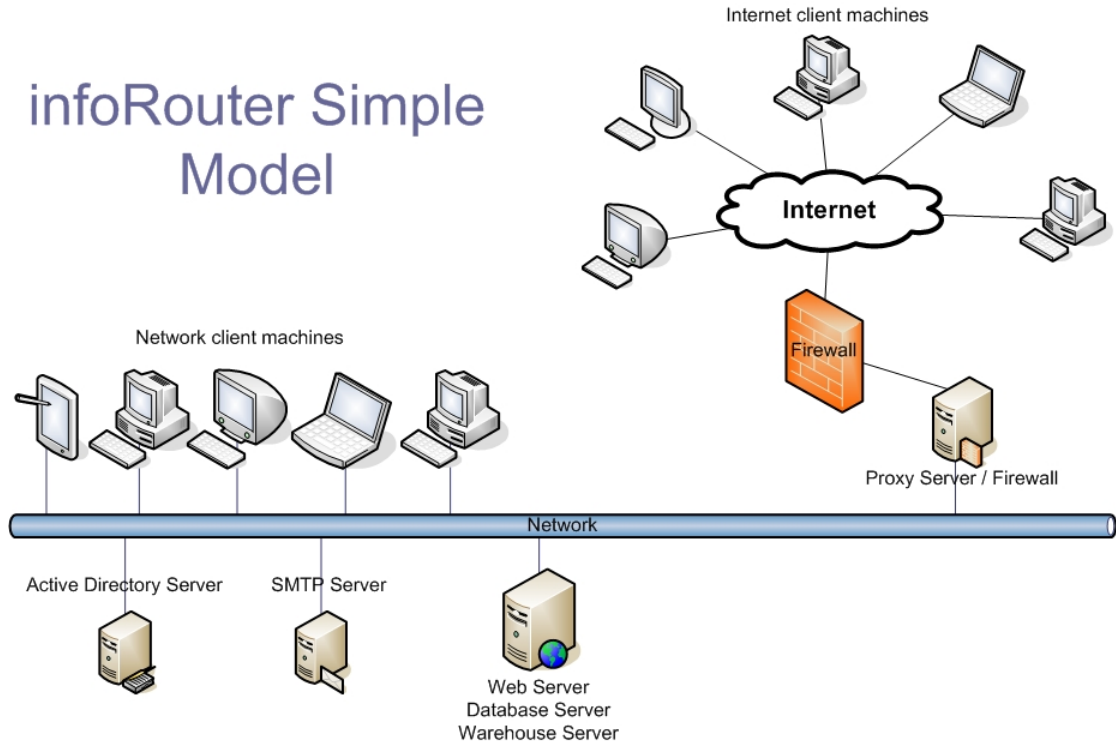 infoRouter Simple
Model
Internet client machines
Internet
Firewall
Proxy Server / Firewall
Network client machines
Network
Active Directory Server
SMTP Server
Web Server
Database Server
Warehouse Server